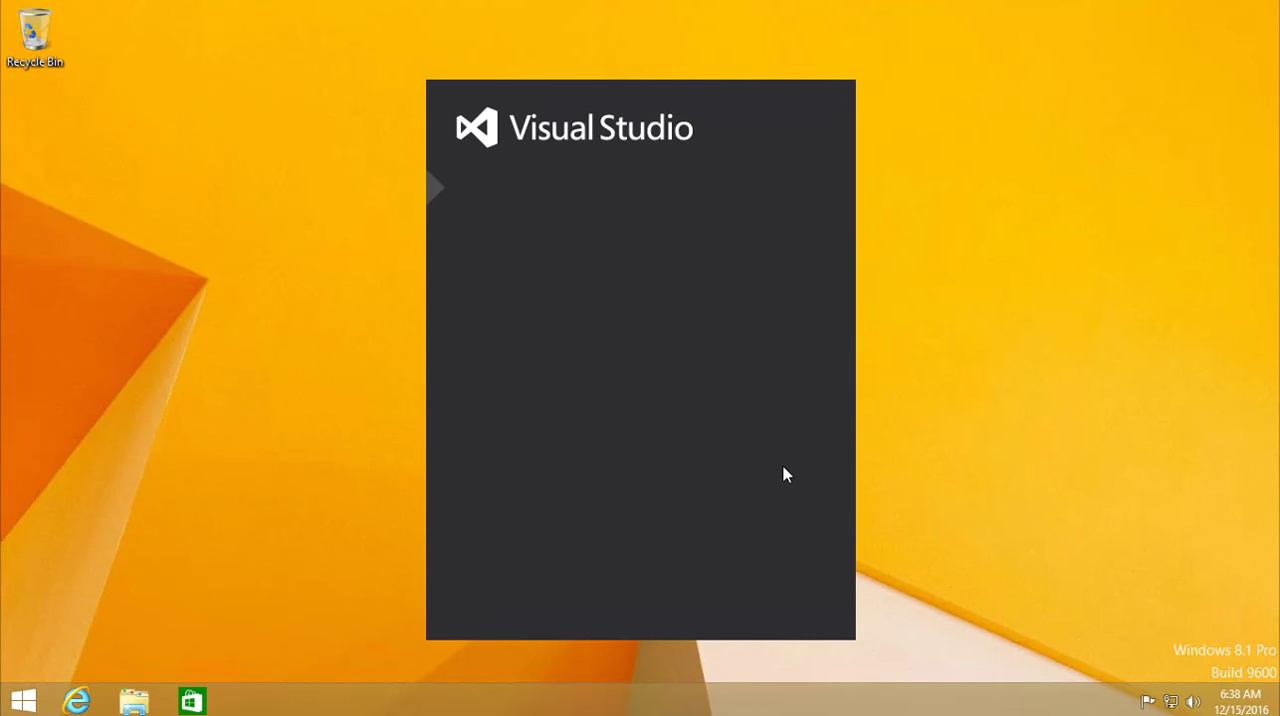 Recycle Bin
Visual Studio
Windows 8.1 Pro
Build 9600
6:38 AM
12/15/2016